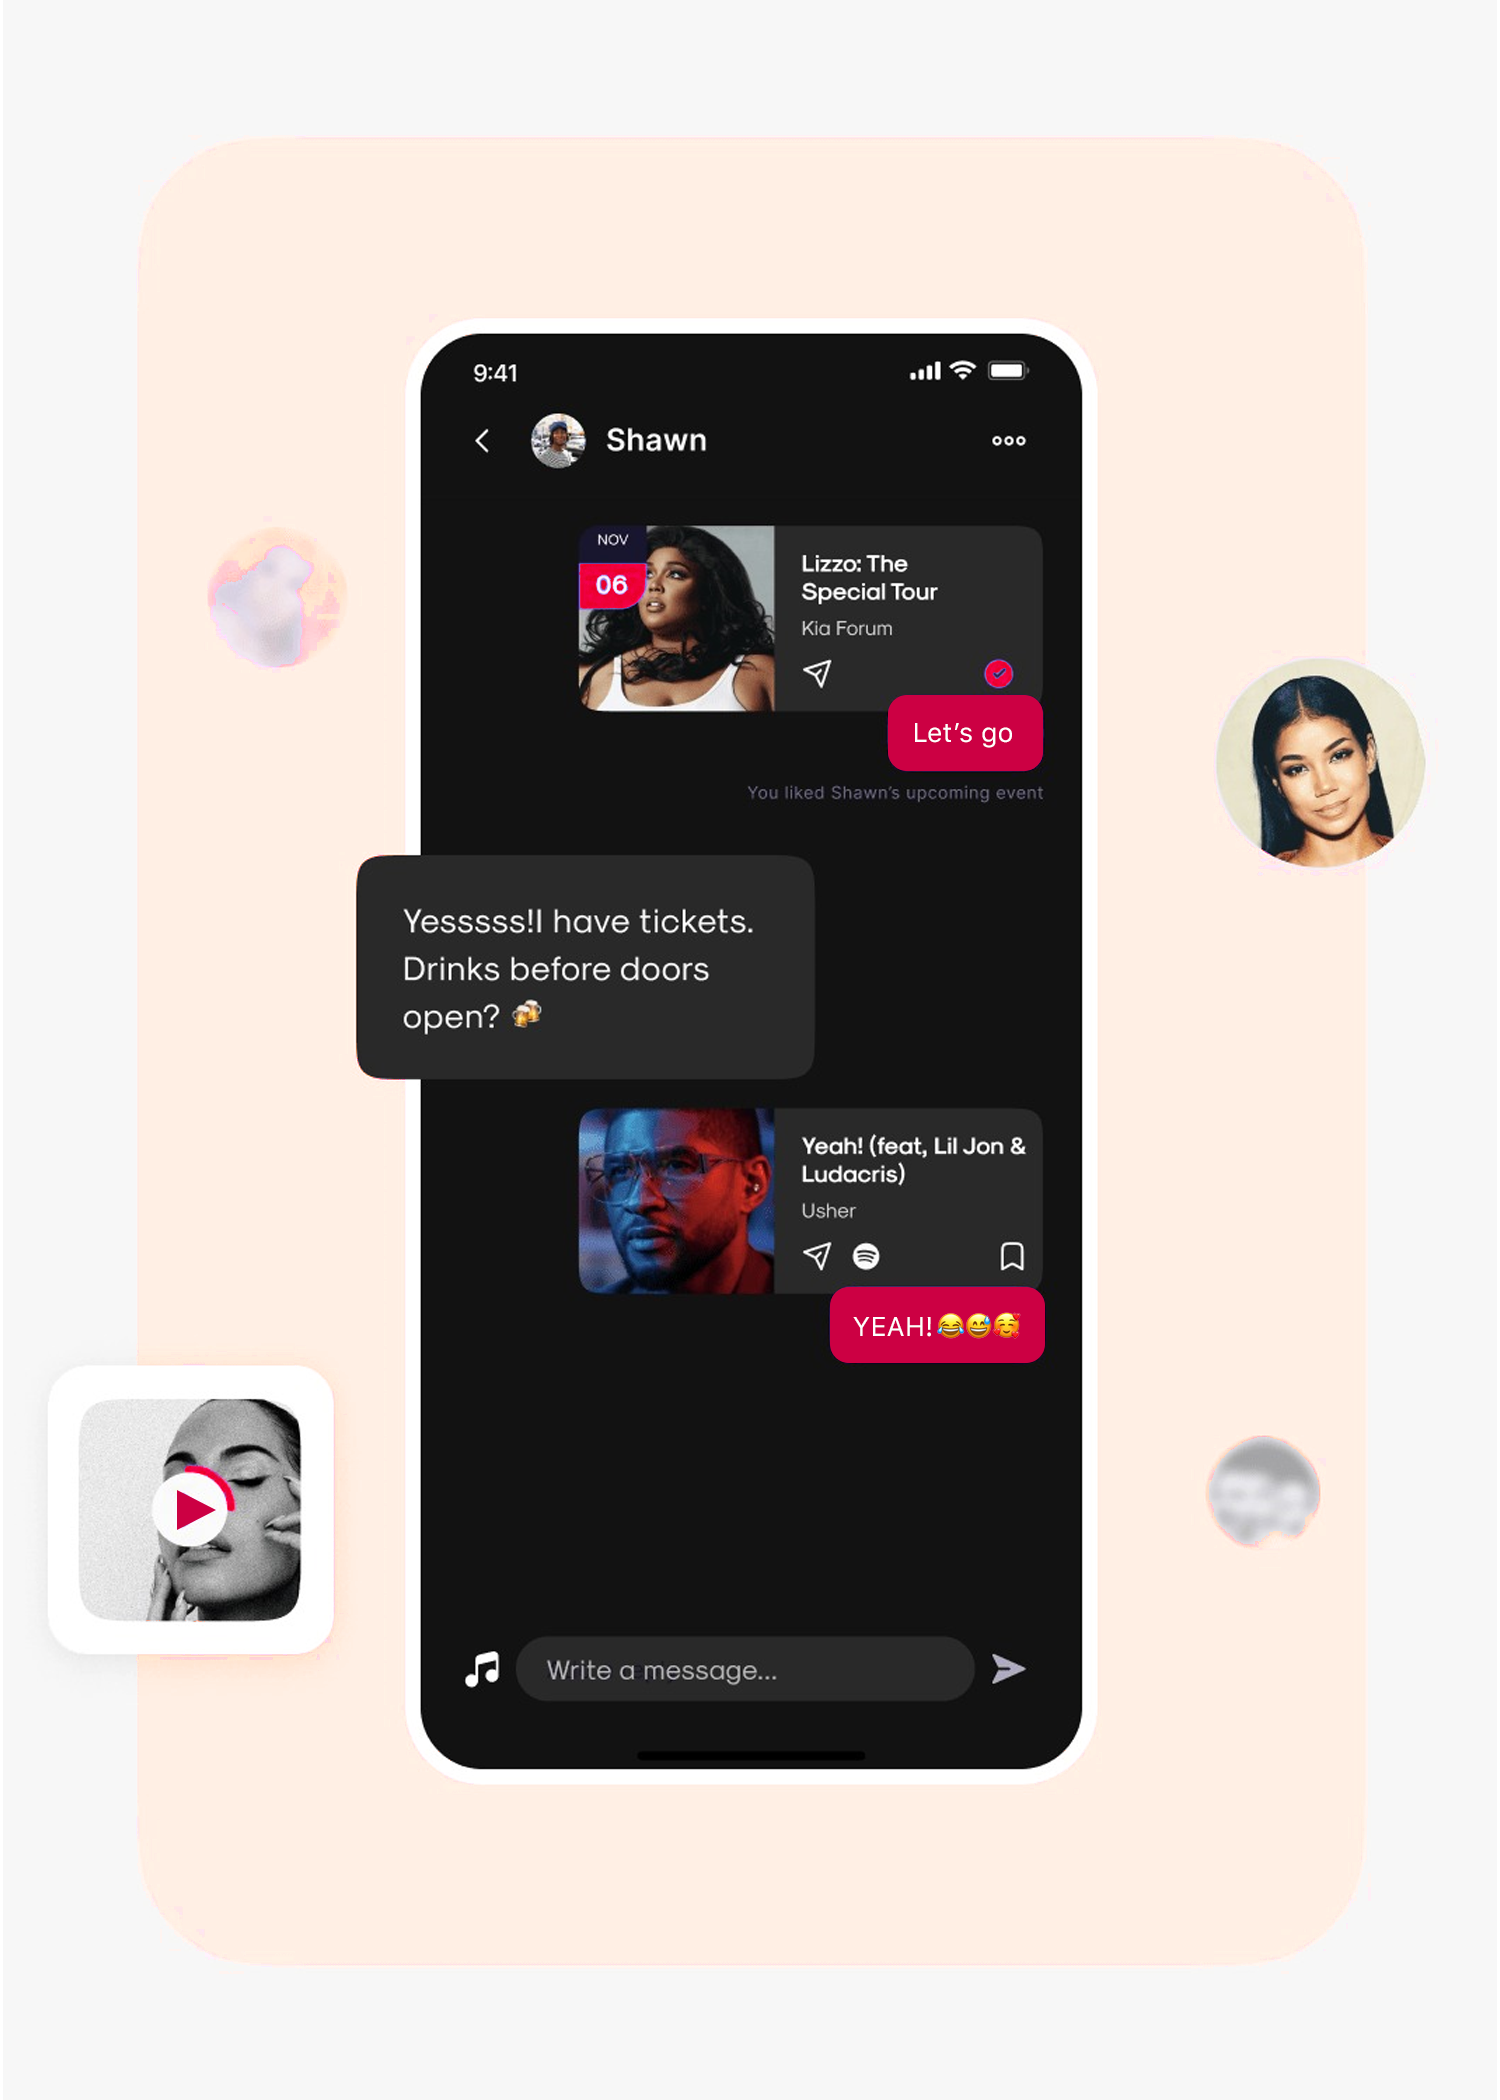 9:41
Shawn
NOV
06
Lizzo: The
Special Tour
Kia Forum
Let's go
You liked Shawn's upcoming event
Yesssss!I have tickets.
Drinks before doors
open? 🍻
Yeah! (feat, Lil Jon &
Ludacris)
Usher
YEAH!😂😅🥰
Write a message...